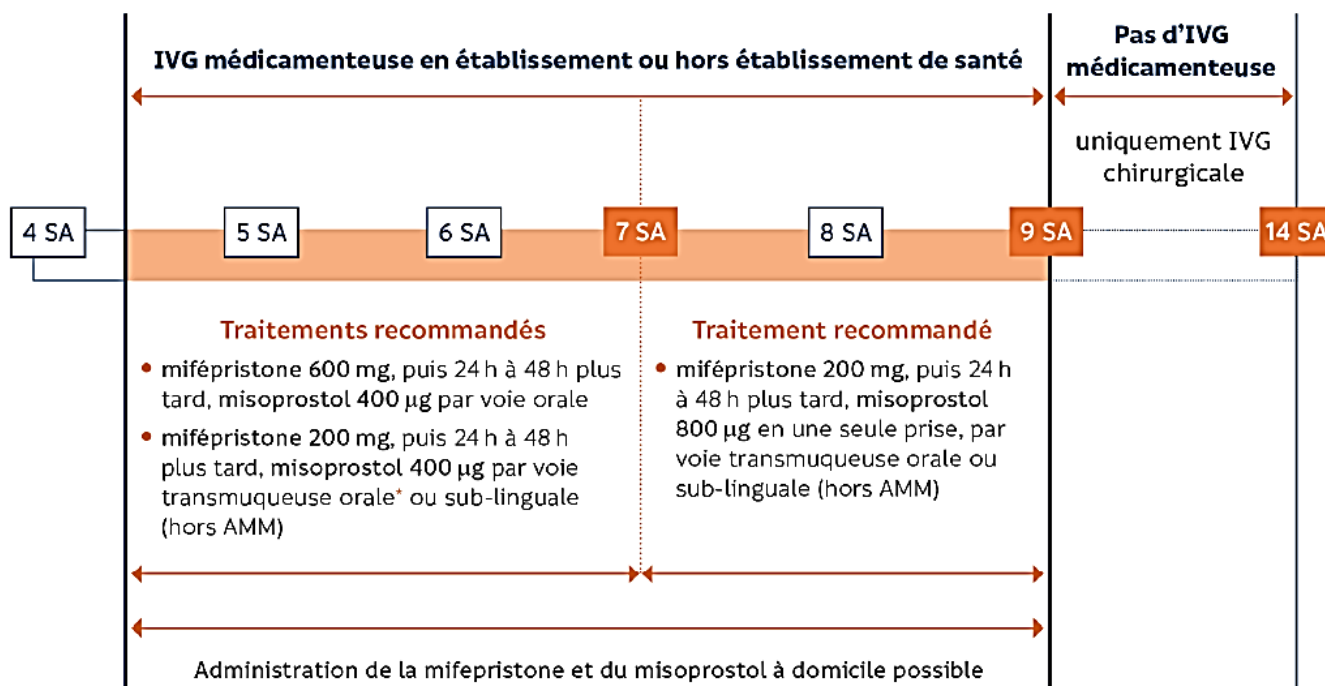 IVG médicamenteuse en établissement ou hors établissement de santé
Pas d'IVG
médicamenteuse
uniquement IVG
chirurgicale
4 SA
5 SA
6 SA
7 SA
8 SA
9 SA
14 SA
Traitements recommandés
• mifépristone 600 mg, puis 24 h à 48 h plus
tard, misoprostol 400 µg par voie orale
• mifépristone 200 mg, puis 24 h à 48 h
plus tard, misoprostol 400 µg par voie
transmuqueuse orale* ou sub-linguale
(hors AMM)
Traitement recommandé
• mifépristone 200 mg, puis 24 h
à 48 h plus tard, misoprostol
800 µg en une seule prise, par
voie transmuqueuse orale ou
sub-linguale (hors AMM)
Administration de la mifepristone et du misoprostol à domicile possible